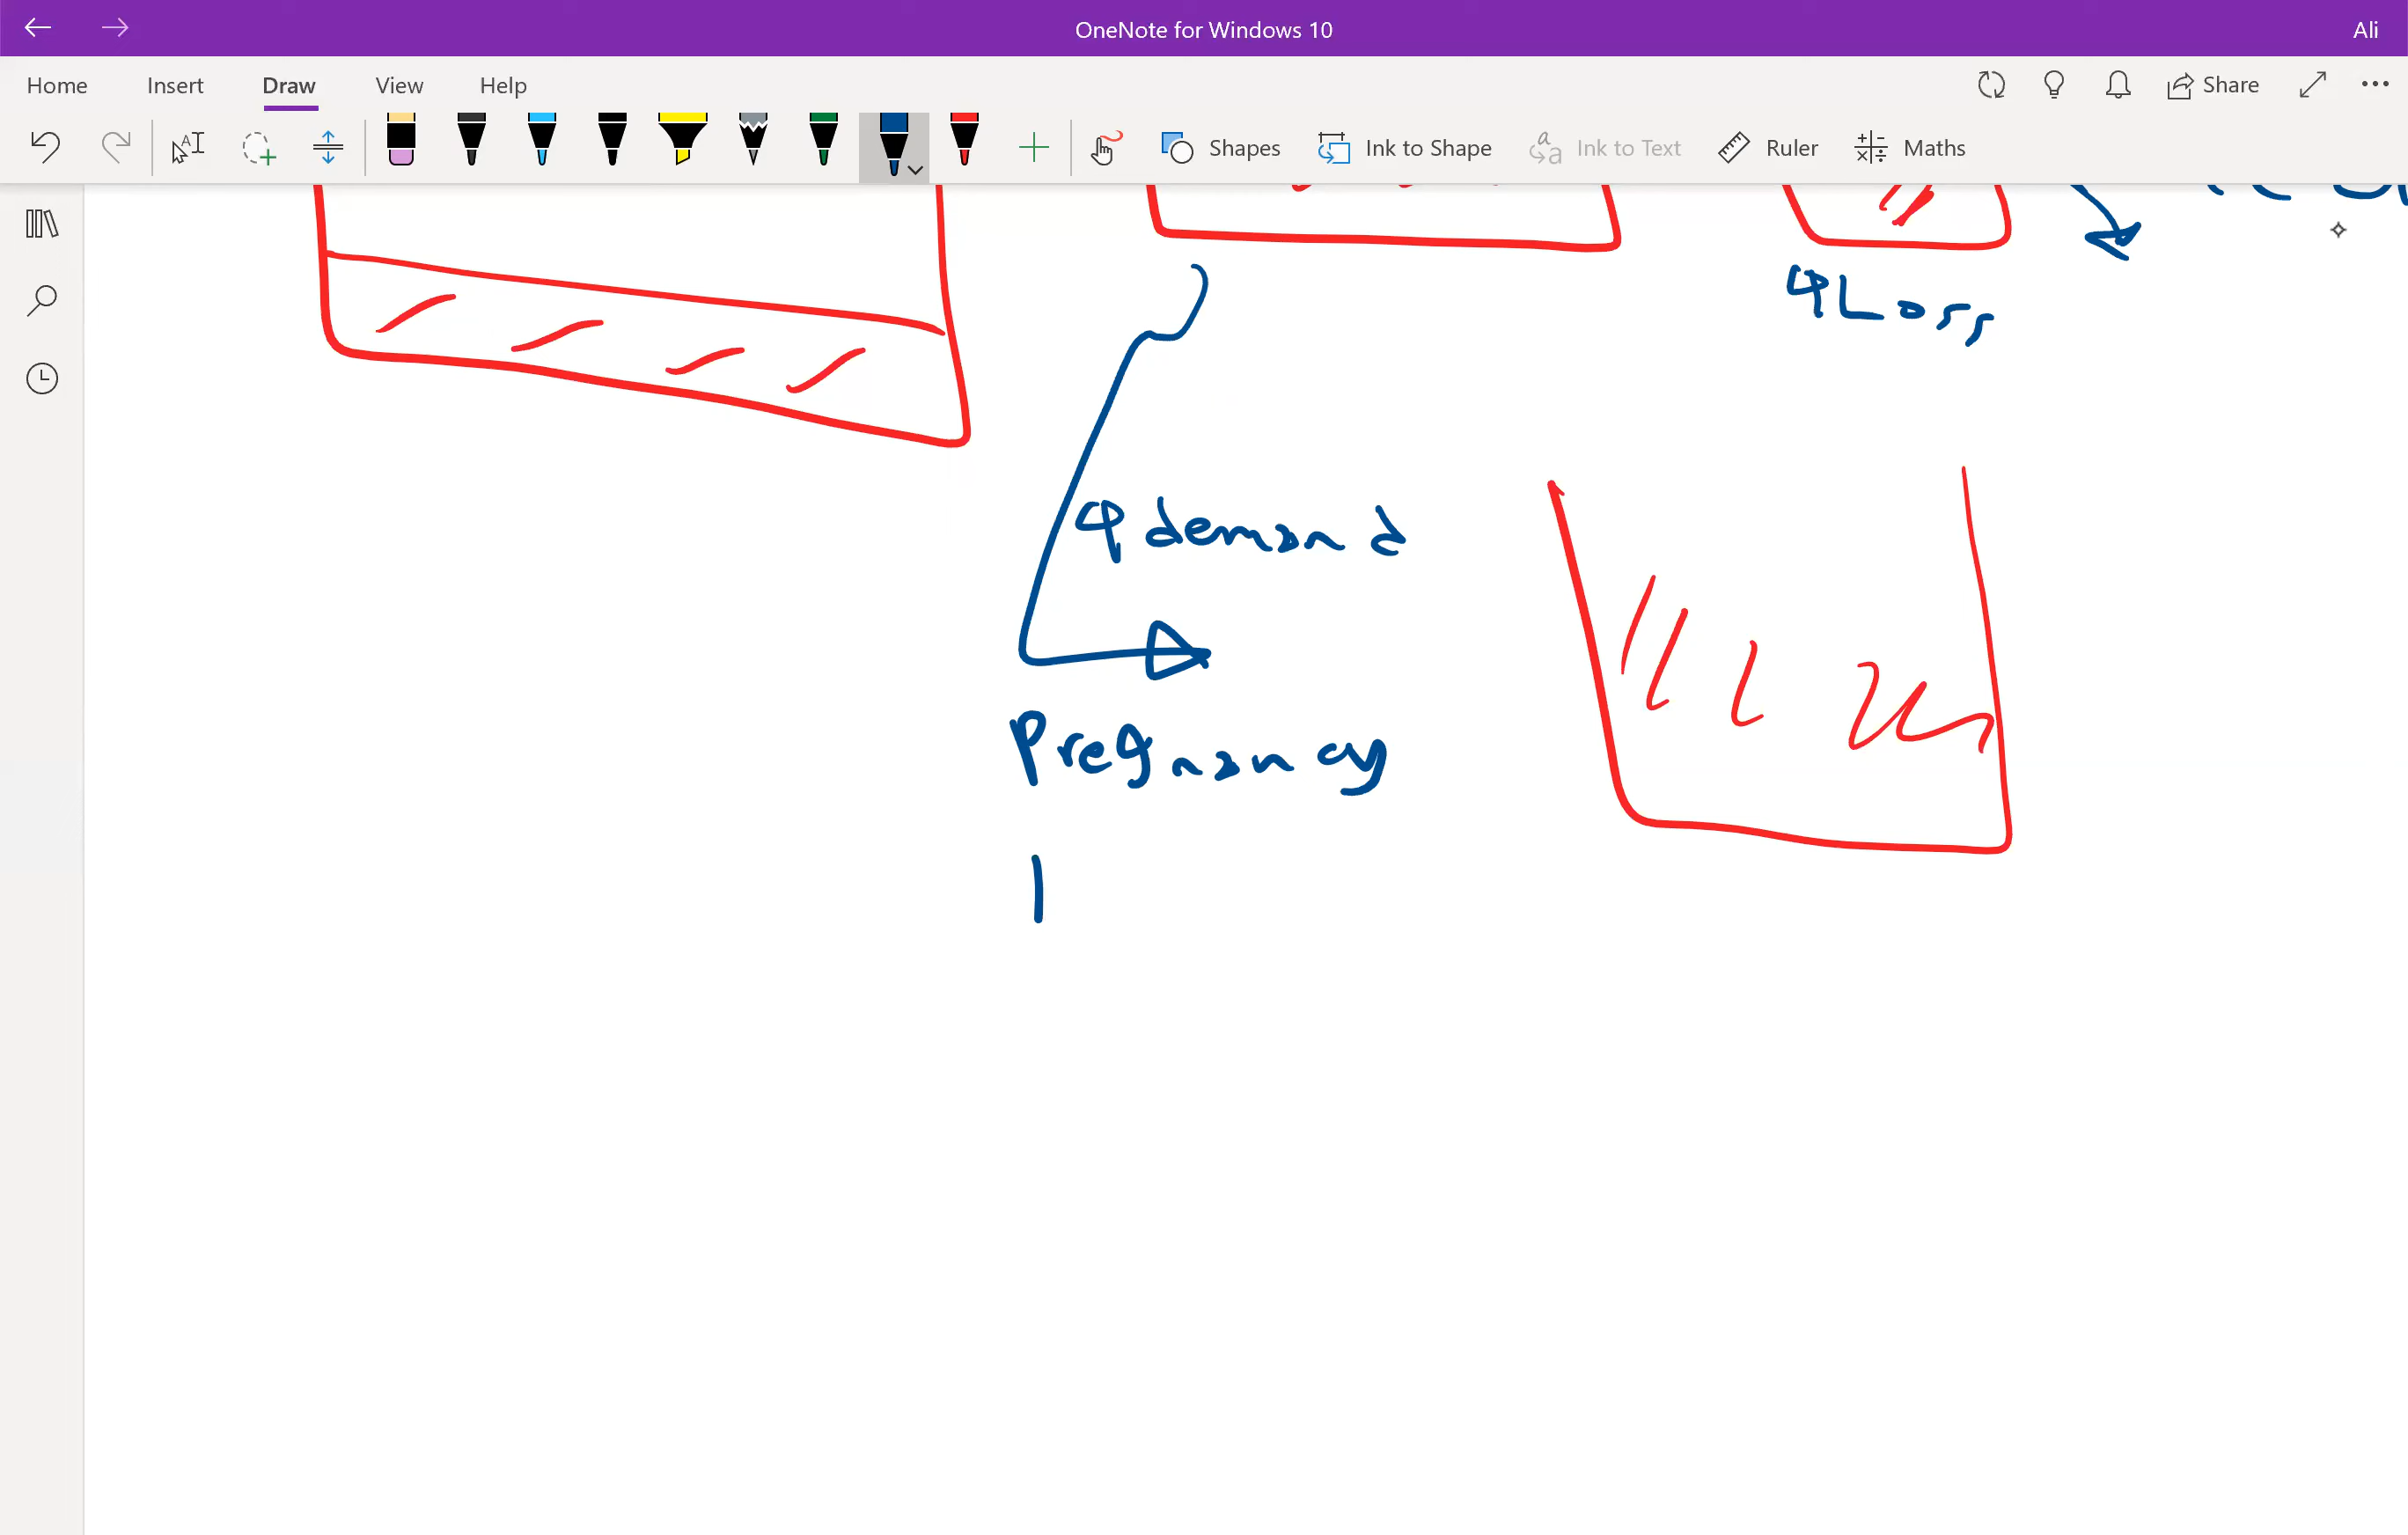 OneNote for Windows 10 Ali
Home Insert Draw View Help Share
Shapes Ink to Shape Ink to Text Ruler Maths
↑ Loss
↑ demand
Pregnancy